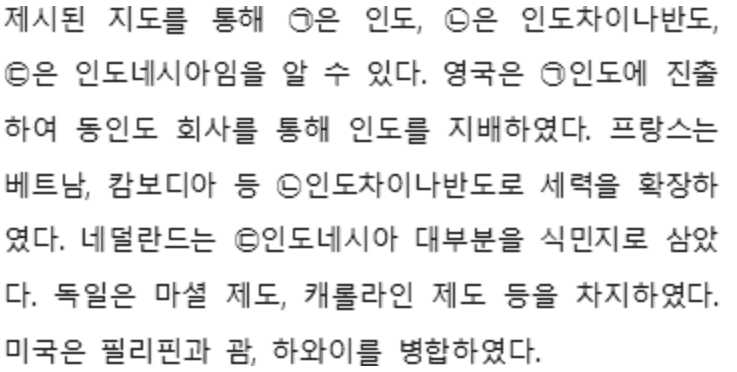 제시된 지도를 통해 ㉠은 인도, ㉡은 인도차이나반도,
㉢은 인도네시아임을 알 수 있다. 영국은 ㉠인도에 진출
하여 동인도 회사를 통해 인도를 지배하였다. 프랑스는
베트남, 캄보디아 등 ㉡인도차이나반도로 세력을 확장하
였다. 네덜란드는 ㉢인도네시아 대부분을 식민지로 삼았
다. 독일은 마셜 제도, 캐롤라인 제도 등을 차지하였다.
미국은 필리핀과 괌, 하와이를 병합하였다.